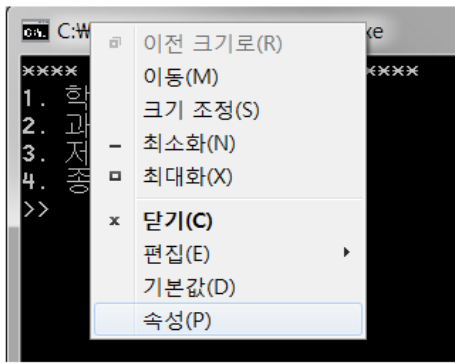 C:\ xe
**** ****
1. 학
2. 과
3. 저
4. 종
>>
이전 크기로(R)
이동(M)
크기 조정(S)
최소화(N)
최대화(X)
닫기(C)
편집(E)
기본값(D)
속성(P)